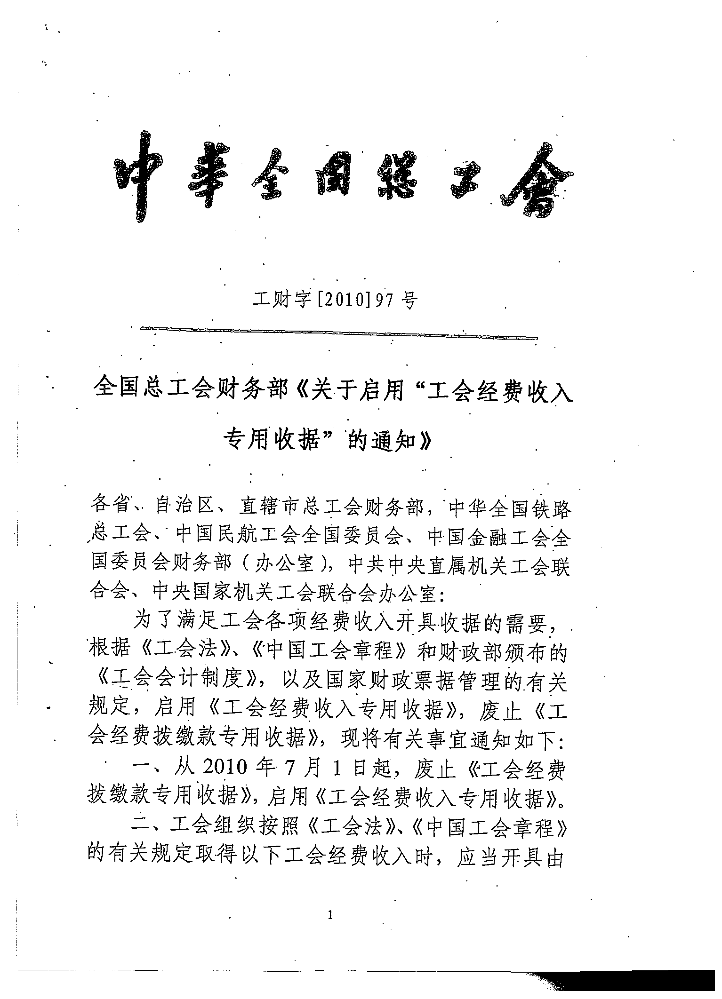 中華全囯總工會
工财字[2010]97 号
全国总工会财务部《关于启用“工会经费收入
专用收据”的通知》
各省、自治区、直辖市总工会财务部，中华全国铁路
总工会、中国民航工会全国委员会、中国金融工会全
国委员会财务部（办公室），中共中央直属机关工会联
合会、中央国家机关工会联合会办公室：
为了满足工会各项经费收入开具收据的需要，
根据《工会法》、《中国工会章程》和财政部颁布的
《工会会计制度》，以及国家财政票据管理的有关
规定，启用《工会经费收入专用收据》，废止《工
会经费拨缴款专用收据》，现将有关事宜通知如下：
一、从 2010 年 7 月 1 日起，废止《工会经费
拨缴款专用收据》，启用《工会经费收入专用收据》。
二、工会组织按照《工会法》、《中国工会章程》
的有关规定取得以下工会经费收入时，应当开具由
1